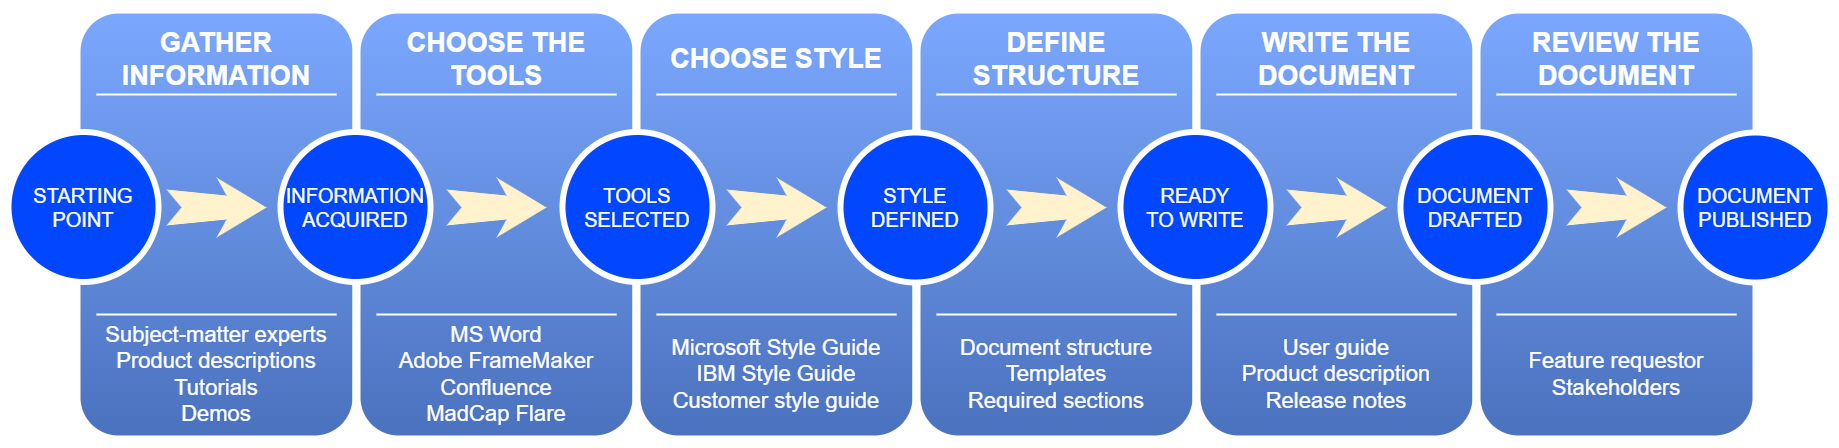 GATHER
INFORMATION
CHOOSE THE
TOOLS
CHOOSE STYLE
DEFINE
STRUCTURE
WRITE THE
DOCUMENT
REVIEW THE
DOCUMENT
STARTING
POINT
INFORMATION
ACQUIRED
TOOLS
SELECTED
STYLE
DEFINED
READY
TO WRITE
DOCUMENT
DRAFTED
DOCUMENT
PUBLISHED
Subject-matter experts
Product descriptions
Tutorials
Demos
MS Word
Adobe FrameMaker
Confluence
MadCap Flare
Microsoft Style Guide
IBM Style Guide
Customer style guide
Document structure
Templates
Required sections
User guide
Product description
Release notes
Feature requestor
Stakeholders